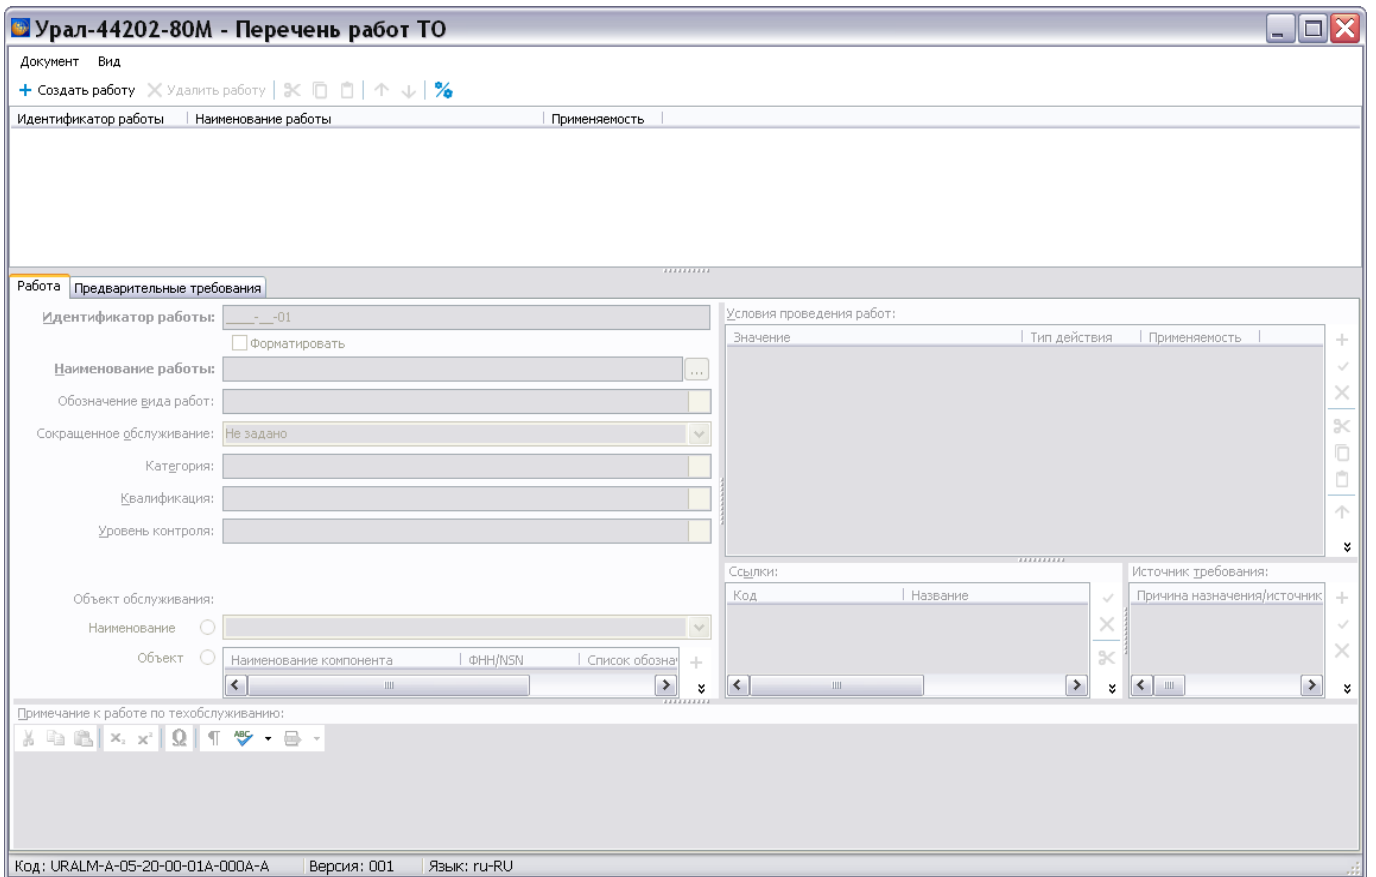 Урал-44202-80М - Перечень работ ТО
Документ Вид
Создать работу Удалить работу
Идентификатор работы Наименование работы Применяемость
Работа Предварительные требования
Идентификатор работы: ____-__-01
Форматировать
Наименование работы: ...
Обозначение вида работ:
Сокращенное обслуживание: Не задано
Категория:
Квалификация:
Уровень контроля:
Объект обслуживания:
Наименование
Объект Наименование компонента ФНН/NSN Список обозна
Условия проведения работ:
Значение Тип действия Применяемость
Ссылки:
Код Название
Источник требования:
Причина назначения/источник
Примечание к работе по техобслуживанию:
ABC
Код: URALM-A-05-20-00-01A-000A-A Версия: 001 Язык: ru-RU